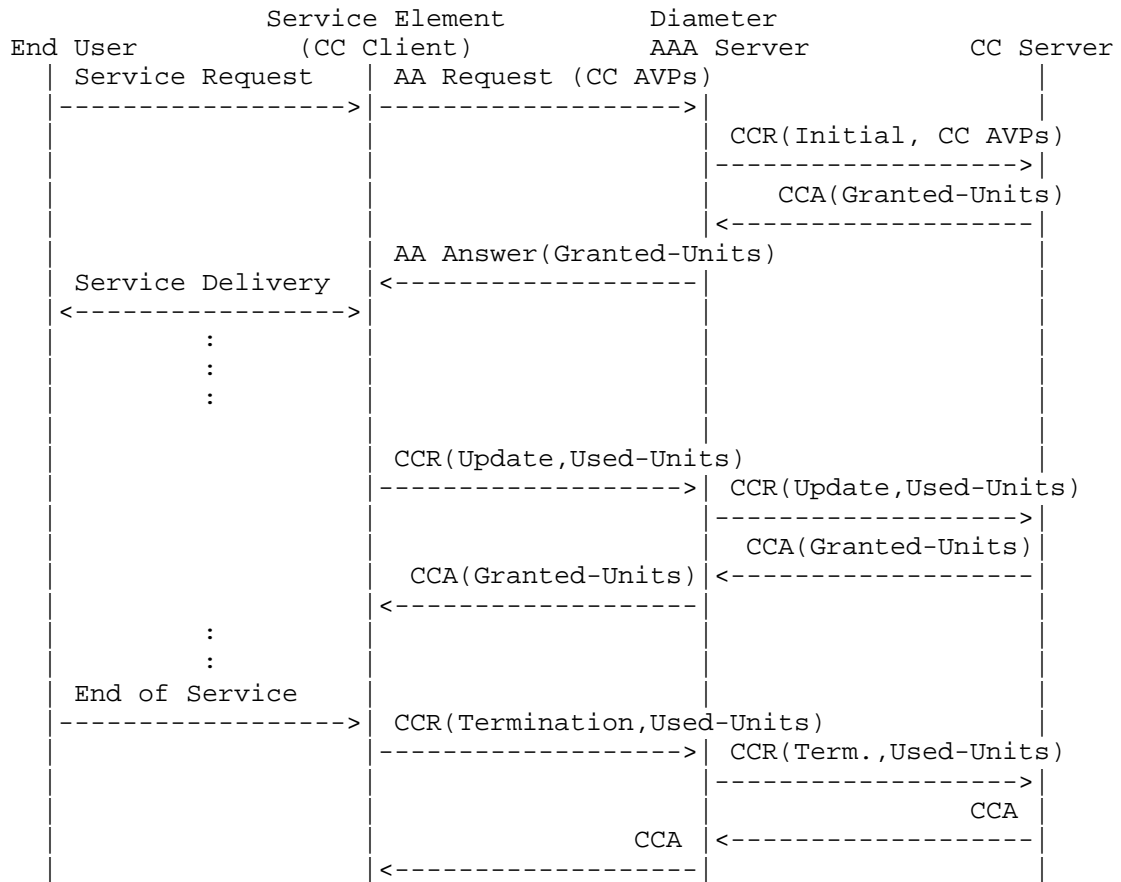 Service Element Diameter
End User (CC Client) AAA Server CC Server
Service Request AA Request (CC AVPs)
CCR(Initial, CC AVPs)
CCA(Granted-Units)
AA Answer(Granted-Units)
Service Delivery
:
:
:
CCR(Update,Used-Units)
CCR(Update,Used-Units)
CCA(Granted-Units)
CCA(Granted-Units)
:
:
End of Service
CCR(Termination,Used-Units)
CCR(Term.,Used-Units)
CCA
CCA